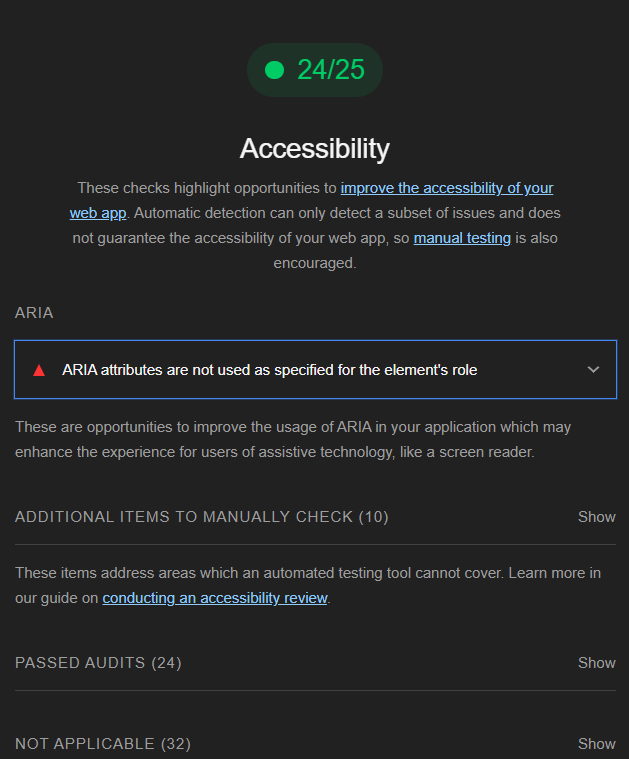 24/25
Accessibility
These checks highlight opportunities to improve the accessibility of your
web app. Automatic detection can only detect a subset of issues and does
not guarantee the accessibility of your web app, so manual testing is also
encouraged.
ARIA
ARIA attributes are not used as specified for the element's role
These are opportunities to improve the usage of ARIA in your application which may
enhance the experience for users of assistive technology, like a screen reader.
ADDITIONAL ITEMS TO MANUALLY CHECK (10) Show
These items address areas which an automated testing tool cannot cover. Learn more in
our guide on conducting an accessibility review.
PASSED AUDITS (24) Show
NOT APPLICABLE (32) Show